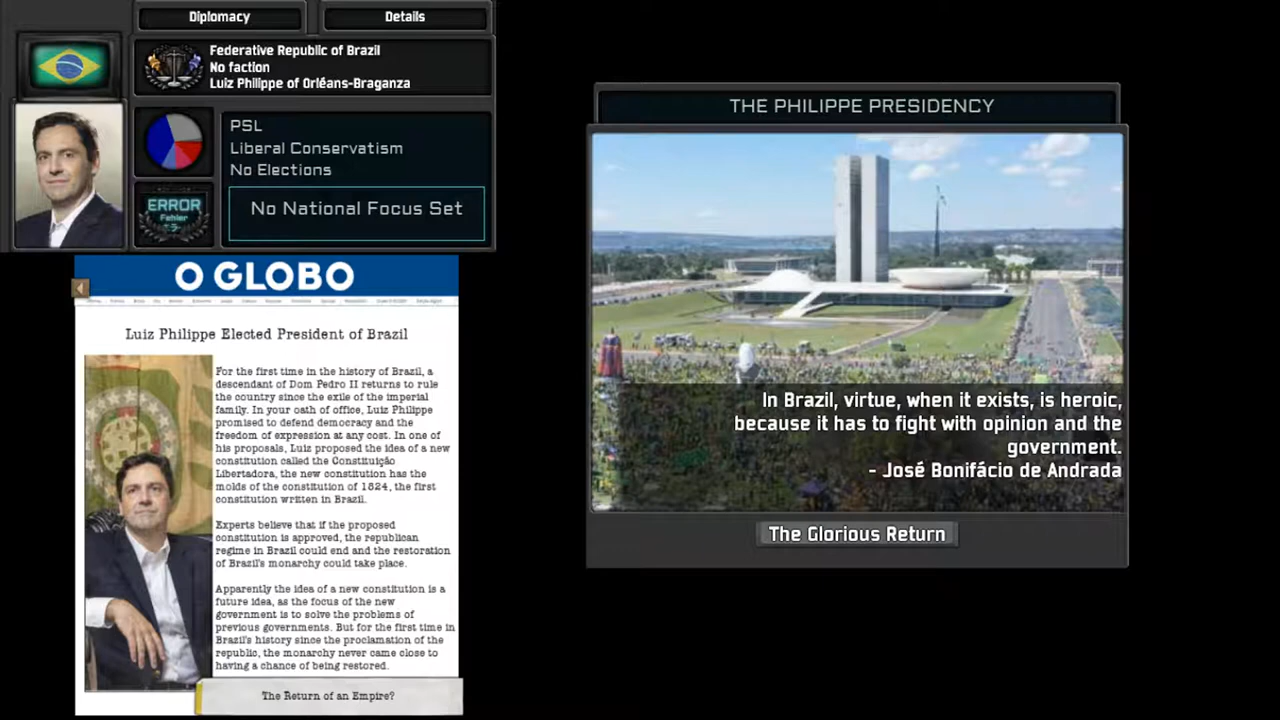 Diplomacy
Details
Federative Republic of Brazil
No faction
Luiz Philippe of Orléans-Braganza
PSL
Liberal Conservatism
No Elections
ERROR
Fehler
エラー
No National Focus Set
O GLOBO
Luiz Philippe Elected President of Brazil
For the first time in the history of Brazil, a
descendant of Dom Pedro II returns to rule
the country since the exile of the imperial
family. In your oath of office, Luiz Philippe
promised to defend democracy and the
freedom of expression at any cost. In one of
his proposals, Luiz proposed the idea of a new
constitution called the Constituição
Libertadora, the new constitution has the
molds of the constitution of 1824, the first
constitution written in Brazil.
Experts believe that if the proposed
constitution is approved, the republican
regime in Brazil could end and the restoration
of Brazil's monarchy could take place.
Apparently the idea of a new constitution is a
future idea, as the focus of the new
government is to solve the problems of
previous governments. But for the first time in
Brazil's history since the proclamation of the
republic, the monarchy never came close to
having a chance of being restored.
The Return of an Empire?
THE PHILIPPE PRESIDENCY
In Brazil, virtue, when it exists, is heroic,
because it has to fight with opinion and the
government.
- José Bonifácio de Andrada
The Glorious Return